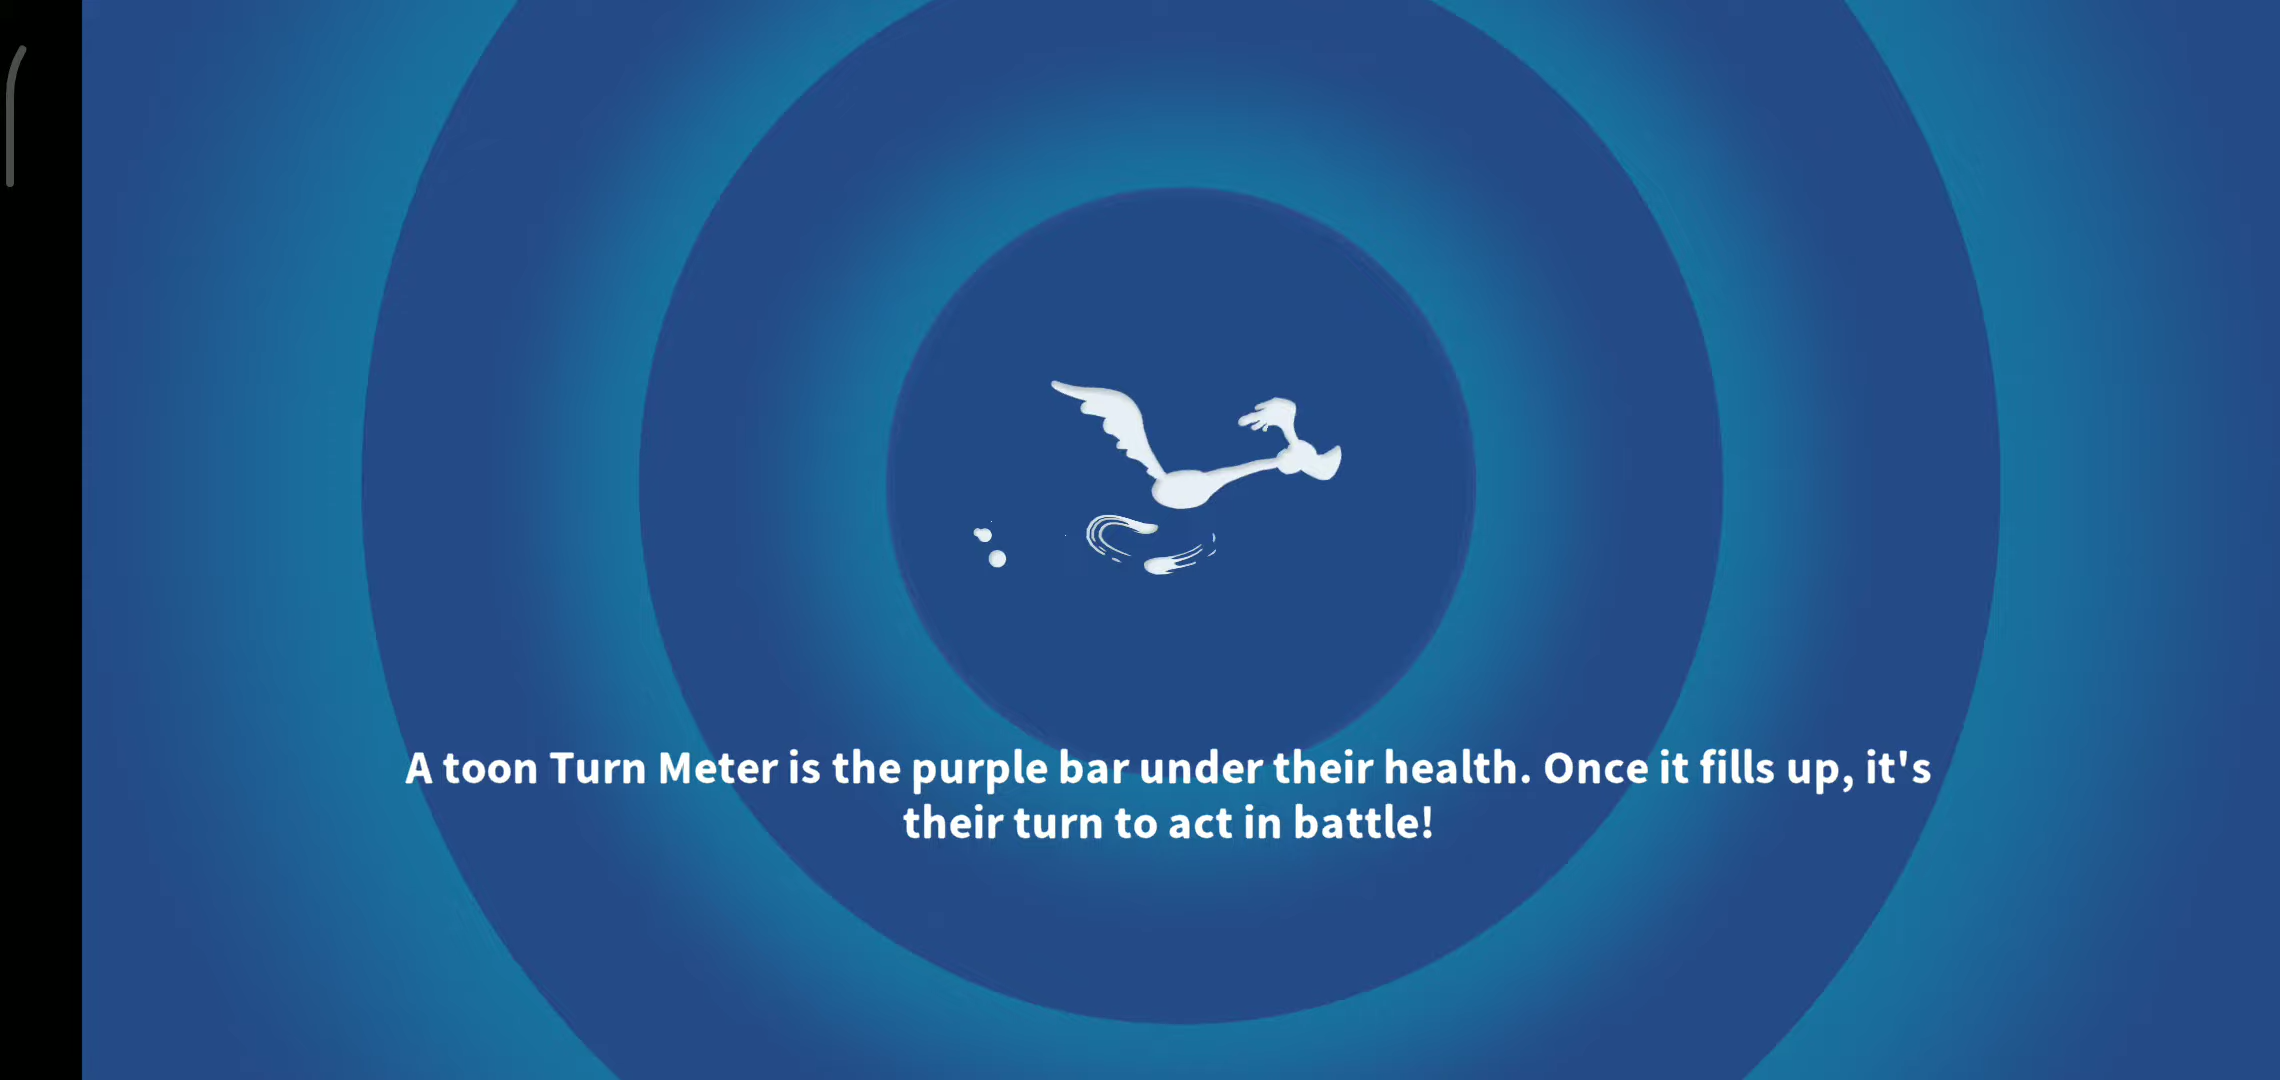 A toon Turn Meter is the purple bar under their health. Once it fills up, it's
their turn to act in battle!